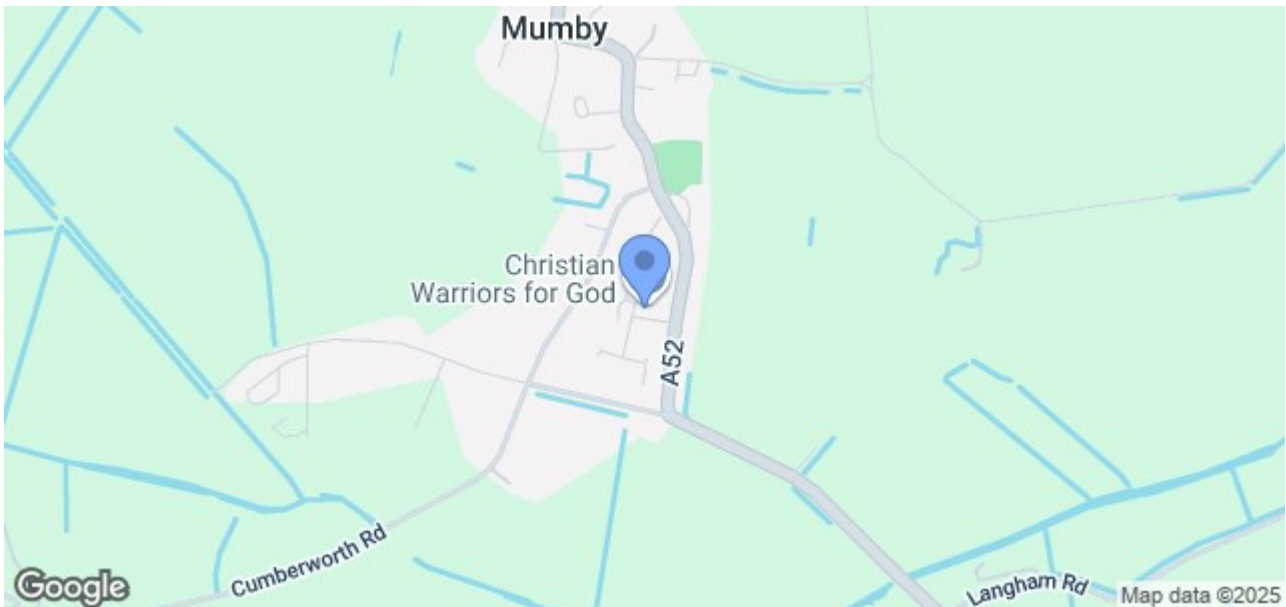 Mumby
Christian
Warriors for God
A52
Cumberworth Rd
Langham Rd
Google
Map data ©2025